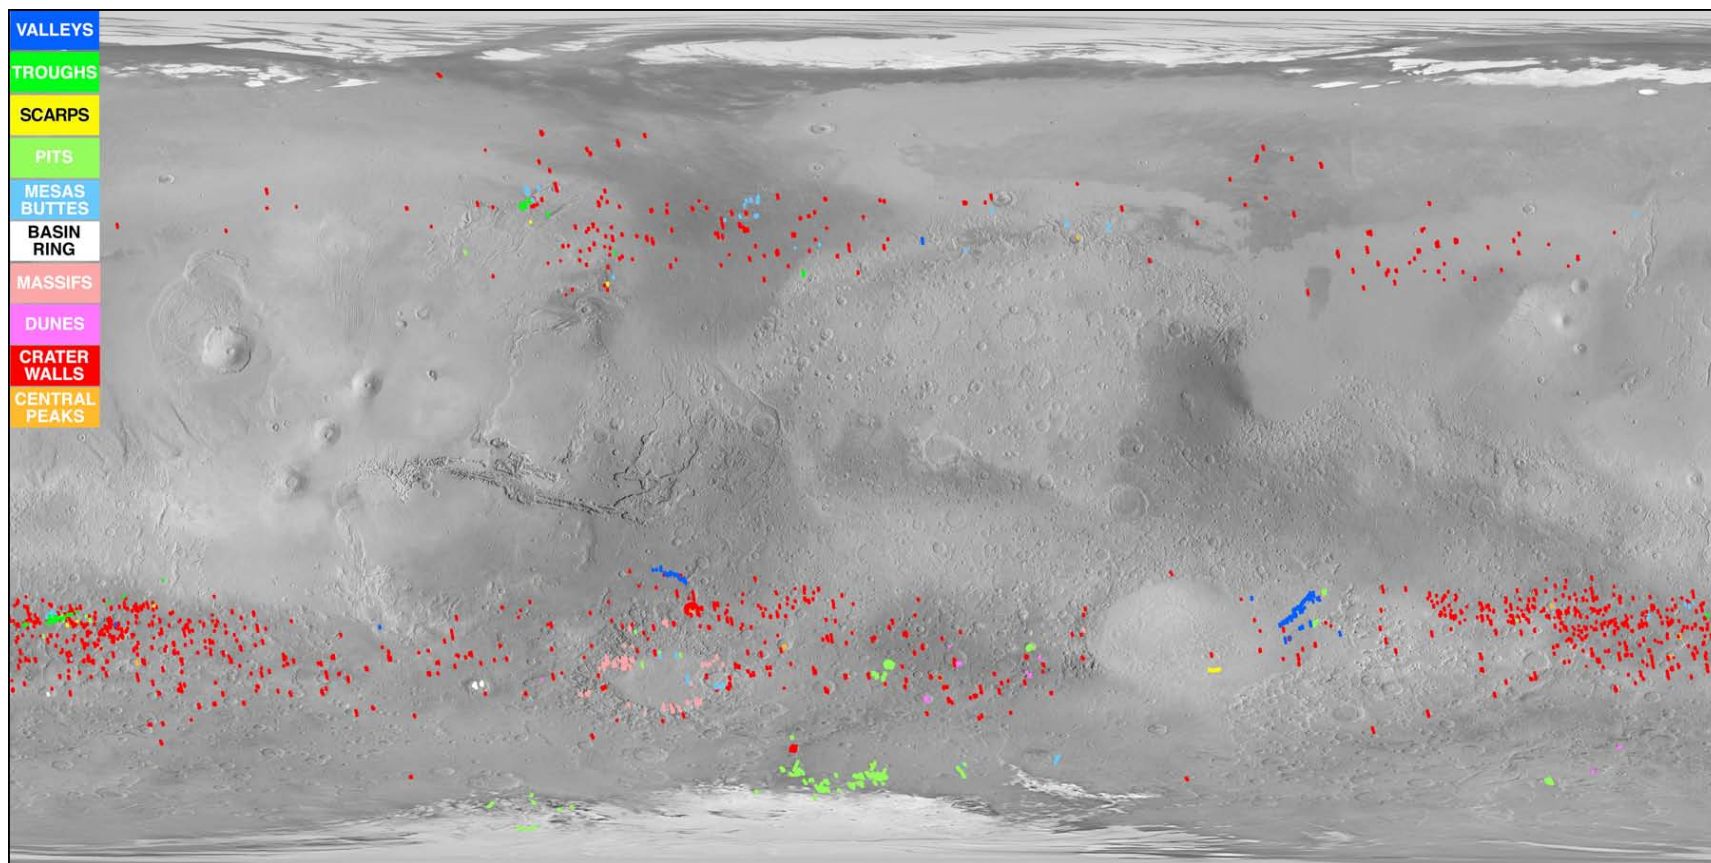 VALLEYS
TROUGHS
SCARPS
PITS
MESAS
BUTTES
BASIN
RING
MASSIFS
DUNES
CRATER
WALLS
CENTRAL
PEAKS